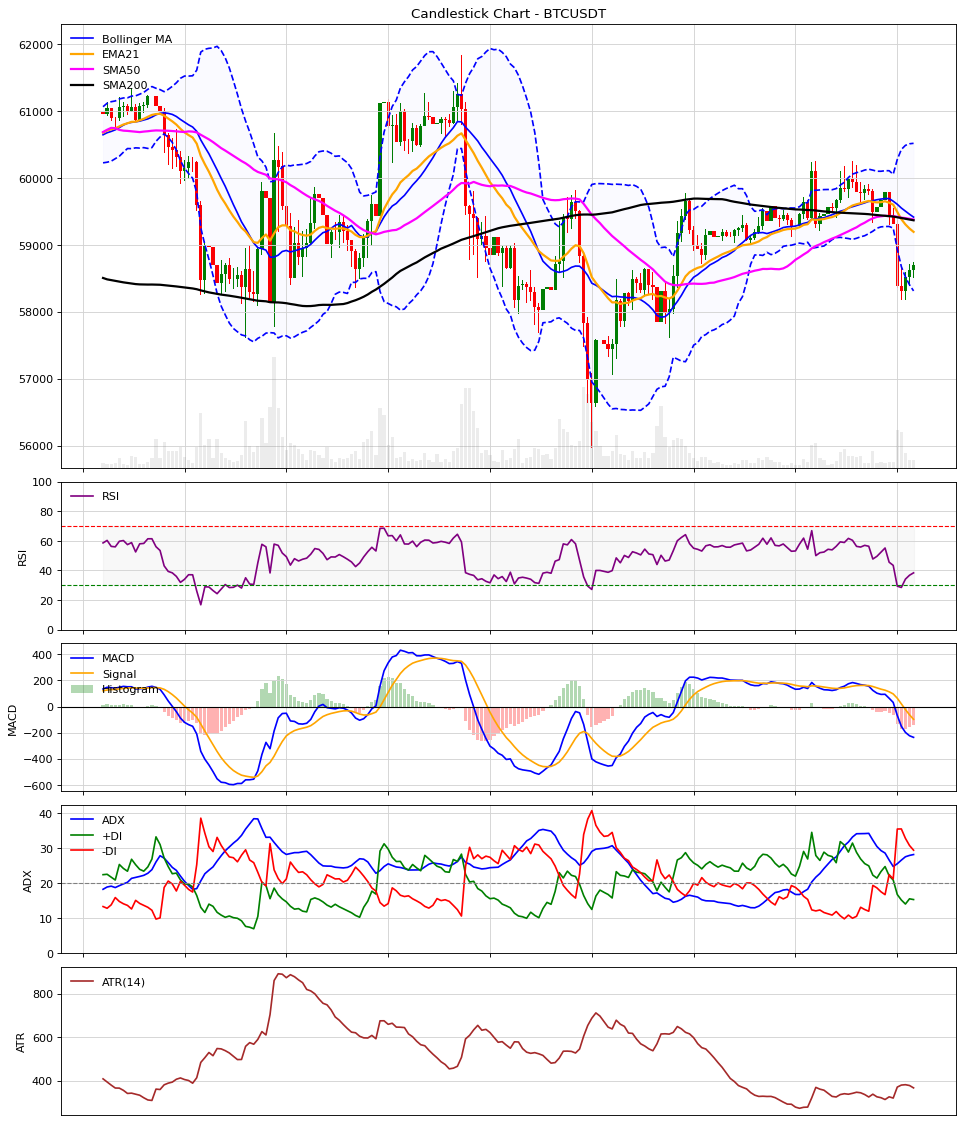 Candlestick Chart - BTCUSDT
Bollinger MA
EMA21
SMA50
SMA200
62000
61000
60000
59000
58000
57000
56000
RSI
100
80
60
40
20
0
RSI
MACD
Signal
Histogram
400
200
0
−200
−400
−600
MACD
ADX
+DI
-DI
40
30
20
10
0
ADX
ATR(14)
800
600
400
ATR